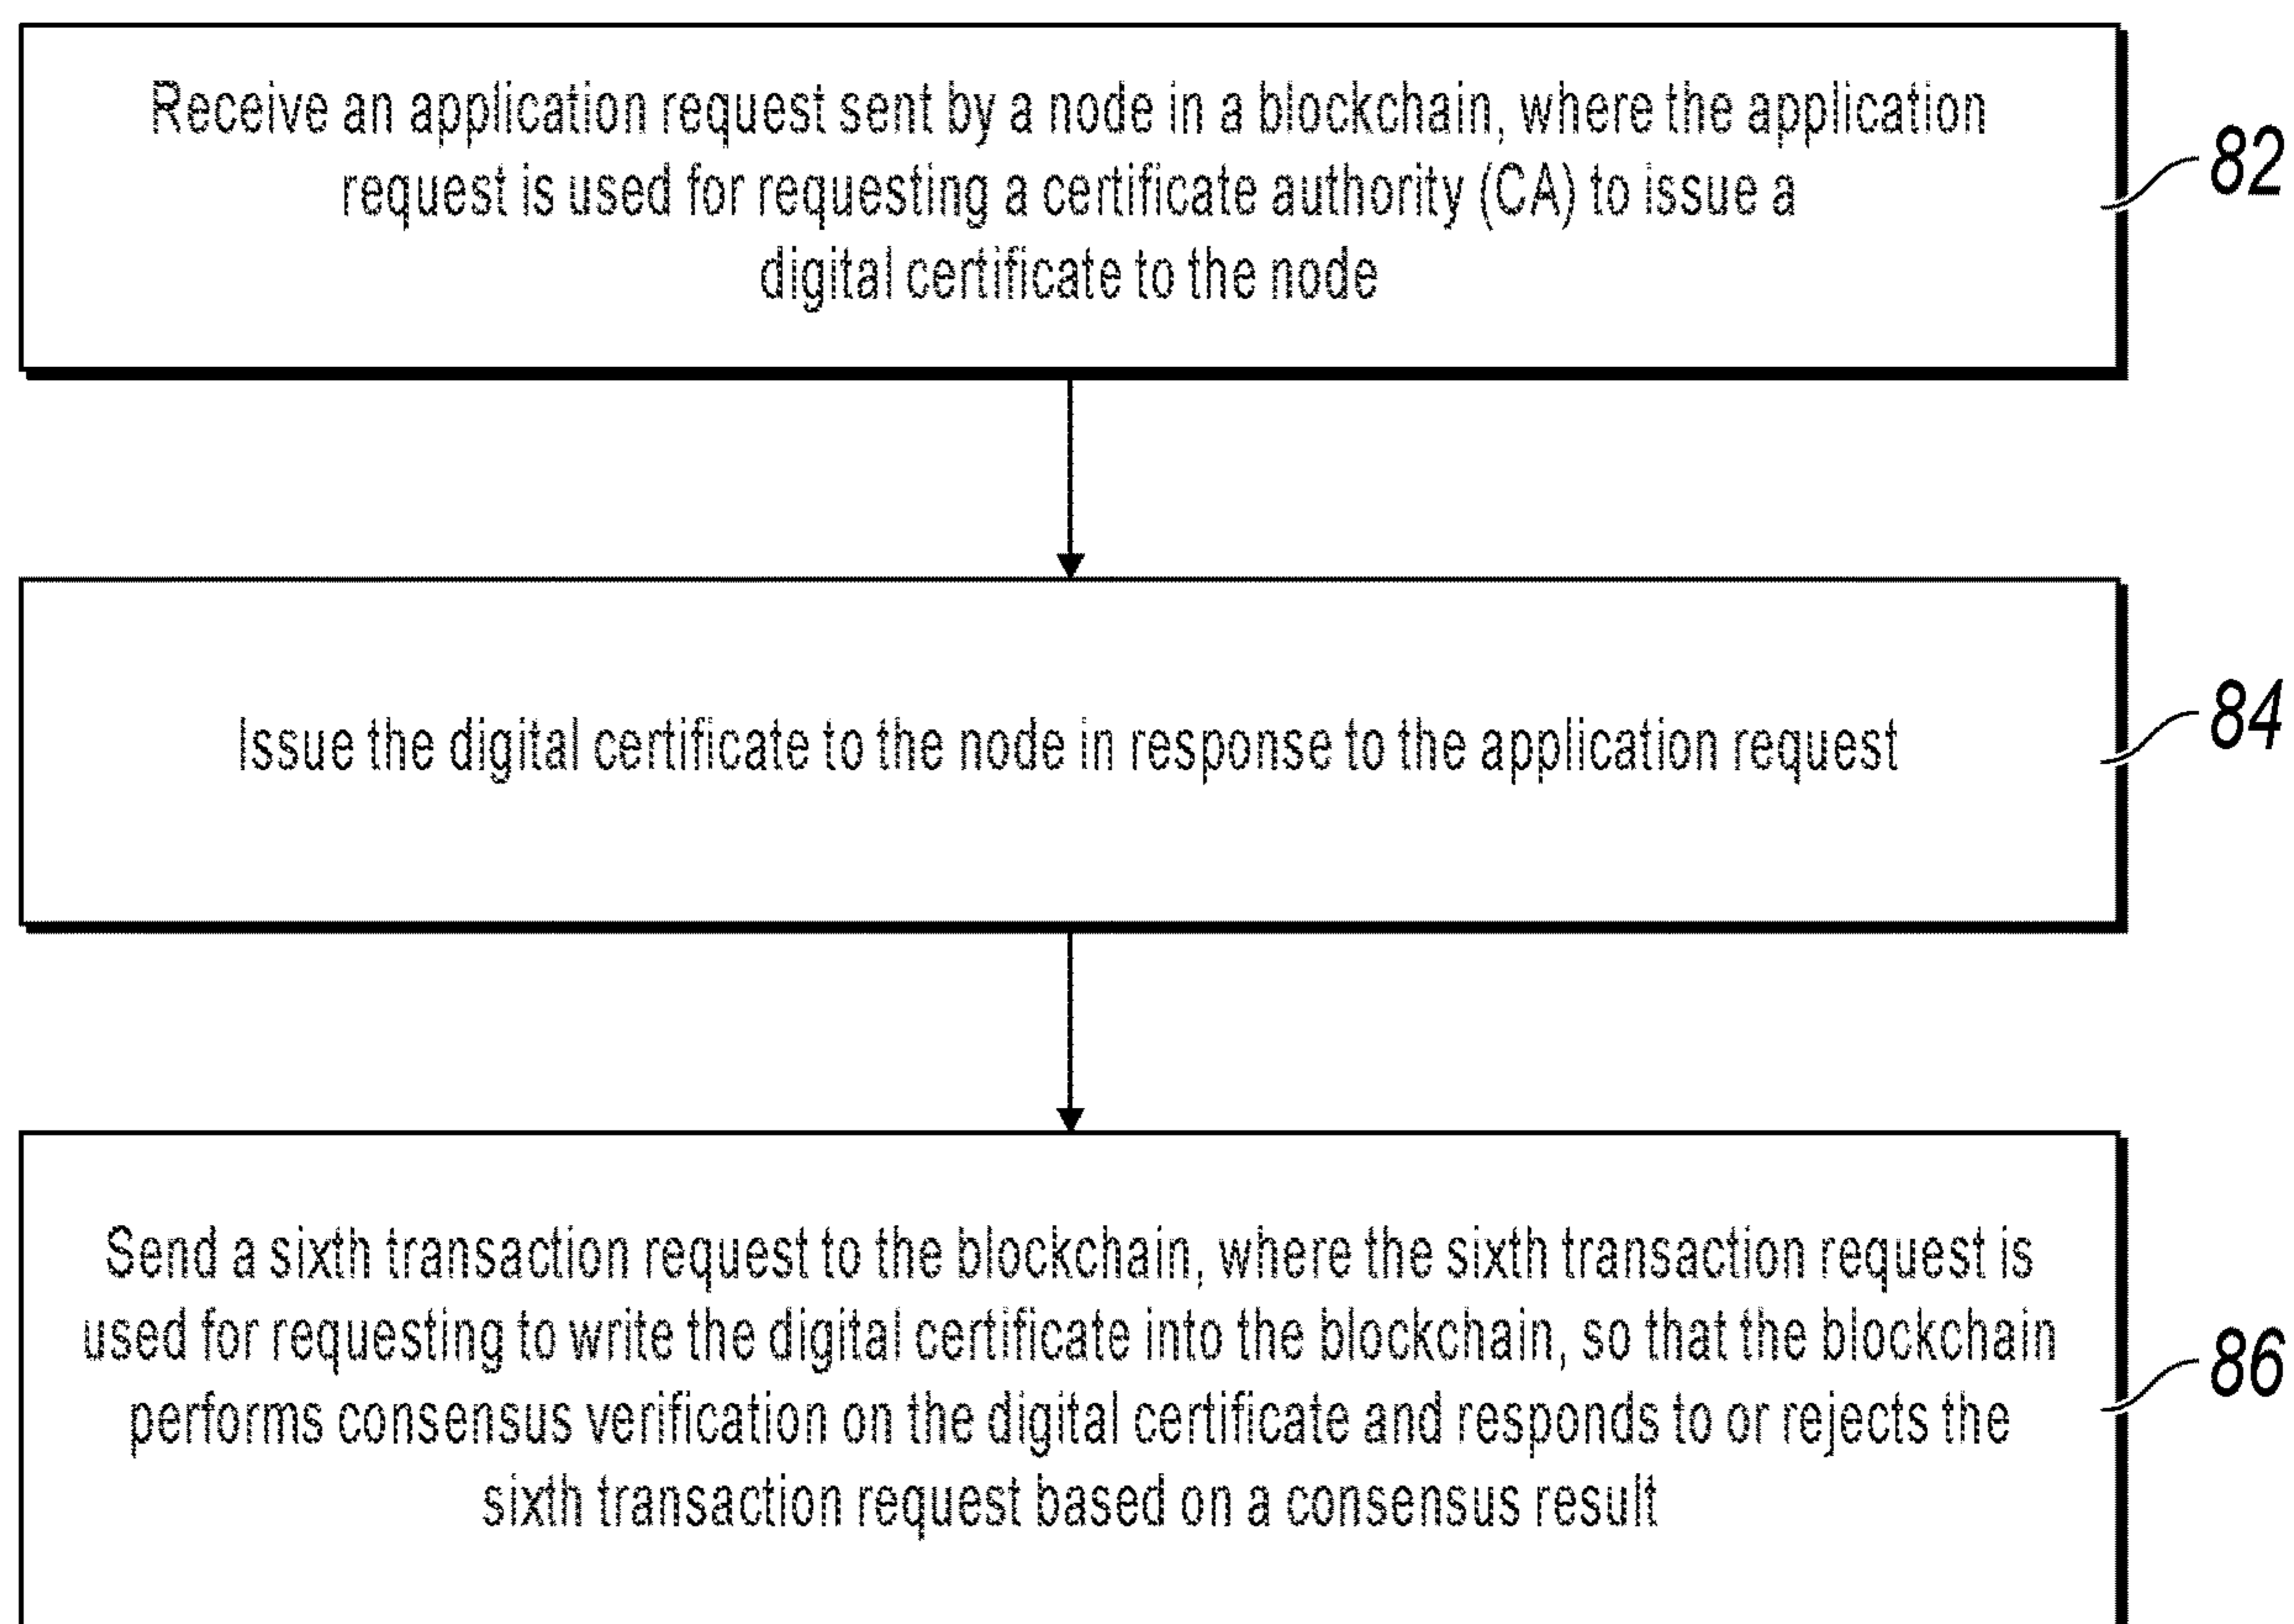 Receive an application request sent by a node in a blockchain, where the application
request is used for requesting a certificate authority (CA) to issue a
digital certificate to the node
82
Issue the digital certificate to the node in response to the application request
84
Send a sixth transaction request to the blockchain, where the sixth transaction request is
used for requesting to write the digital certificate into the blockchain, so that the blockchain
performs consensus verification on the digital certificate and responds to or rejects the
sixth transaction request based on a consensus result
86